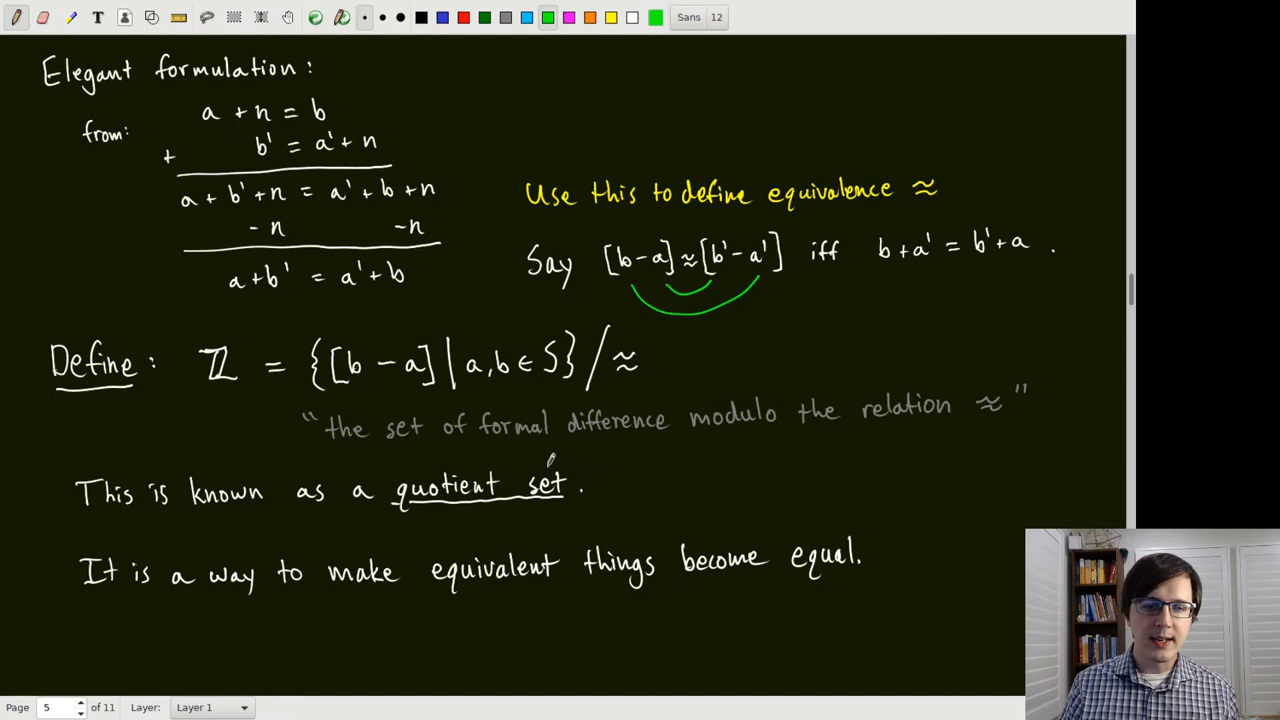 Sans 12
Elegant formulation:
from:
a + n = b
+ b' = a' + n
a + b' + n = a' + b + n
- n -n
a+b' = a'+b
Use this to define equivalence ≈
Say [b-a]≈[b'-a'] iff b+a' = b'+a .
Define: ℤ = {[b - a] | a,b ∈ S} / ≈
"the set of formal difference modulo the relation ≈"
This is known as a quotient set.
It is a way to make equivalent things become equal.
Page 5 of 11 Layer: Layer 1